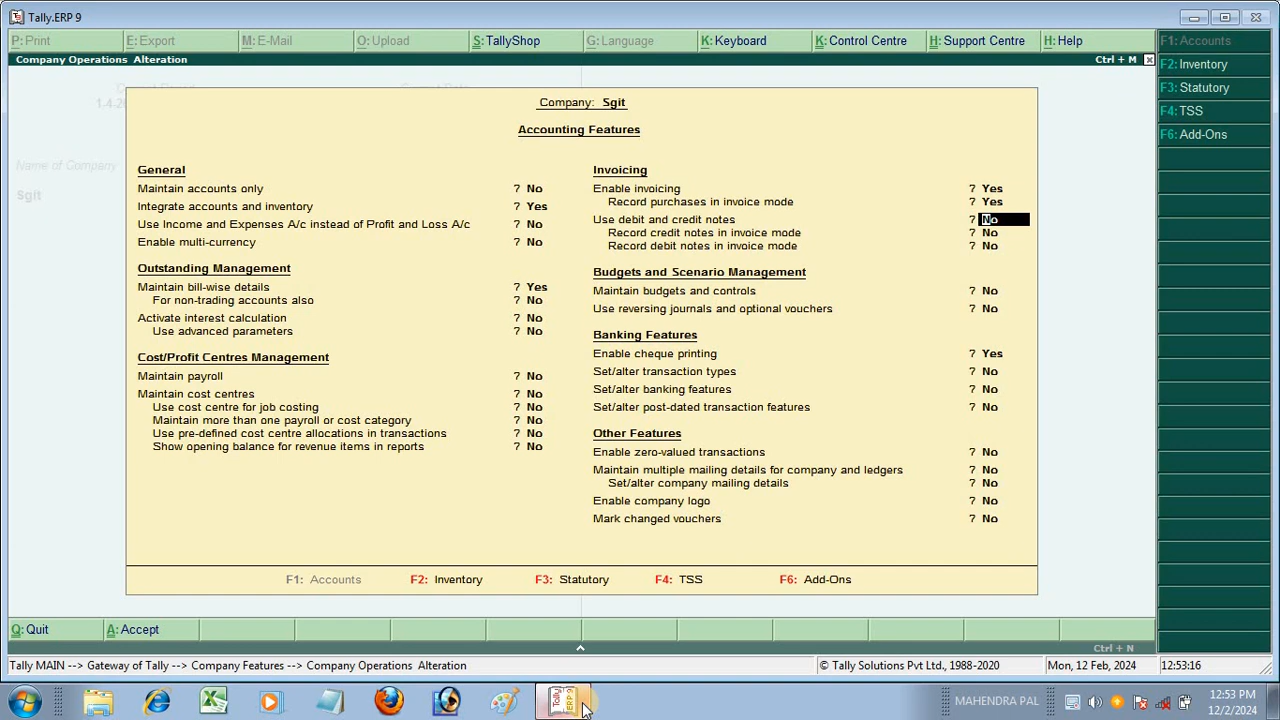 Tally.ERP 9
P: Print E: Export M: E-Mail O: Upload S: TallyShop G: Language K: Keyboard K: Control Centre H: Support Centre H: Help
F1: Accounts
Company Operations Alteration Ctrl + M
F2: Inventory
F3: Statutory
F4: TSS
F6: Add-Ons
1.4.20
Name of Company
Sgit
Company: Sgit
Accounting Features
General
Maintain accounts only ? No
Integrate accounts and inventory ? Yes
Use Income and Expenses A/c instead of Profit and Loss A/c ? No
Enable multi-currency ? No
Outstanding Management
Maintain bill-wise details ? Yes
For non-trading accounts also ? No
Activate interest calculation ? No
Use advanced parameters ? No
Cost/Profit Centres Management
Maintain payroll ? No
Maintain cost centres ? No
Use cost centre for job costing ? No
Maintain more than one payroll or cost category ? No
Use pre-defined cost centre allocations in transactions ? No
Show opening balance for revenue items in reports ? No
Invoicing
Enable invoicing ? Yes
Record purchases in invoice mode ? Yes
Use debit and credit notes ? No
Record credit notes in invoice mode ? No
Record debit notes in invoice mode ? No
Budgets and Scenario Management
Maintain budgets and controls ? No
Use reversing journals and optional vouchers ? No
Banking Features
Enable cheque printing ? Yes
Set/alter transaction types ? No
Set/alter banking features ? No
Set/alter post-dated transaction features ? No
Other Features
Enable zero-valued transactions ? No
Maintain multiple mailing details for company and ledgers ? No
Set/alter company mailing details ? No
Enable company logo ? No
Mark changed vouchers ? No
F1: Accounts F2: Inventory F3: Statutory F4: TSS F6: Add-Ons
Q: Quit A: Accept
Ctrl + N
Tally MAIN --> Gateway of Tally --> Company Features --> Company Operations Alteration © Tally Solutions Pvt Ltd., 1988-2020 Mon, 12 Feb, 2024 12:53:16
MAHENDRA PAL 12:53 PM
12/2/2024